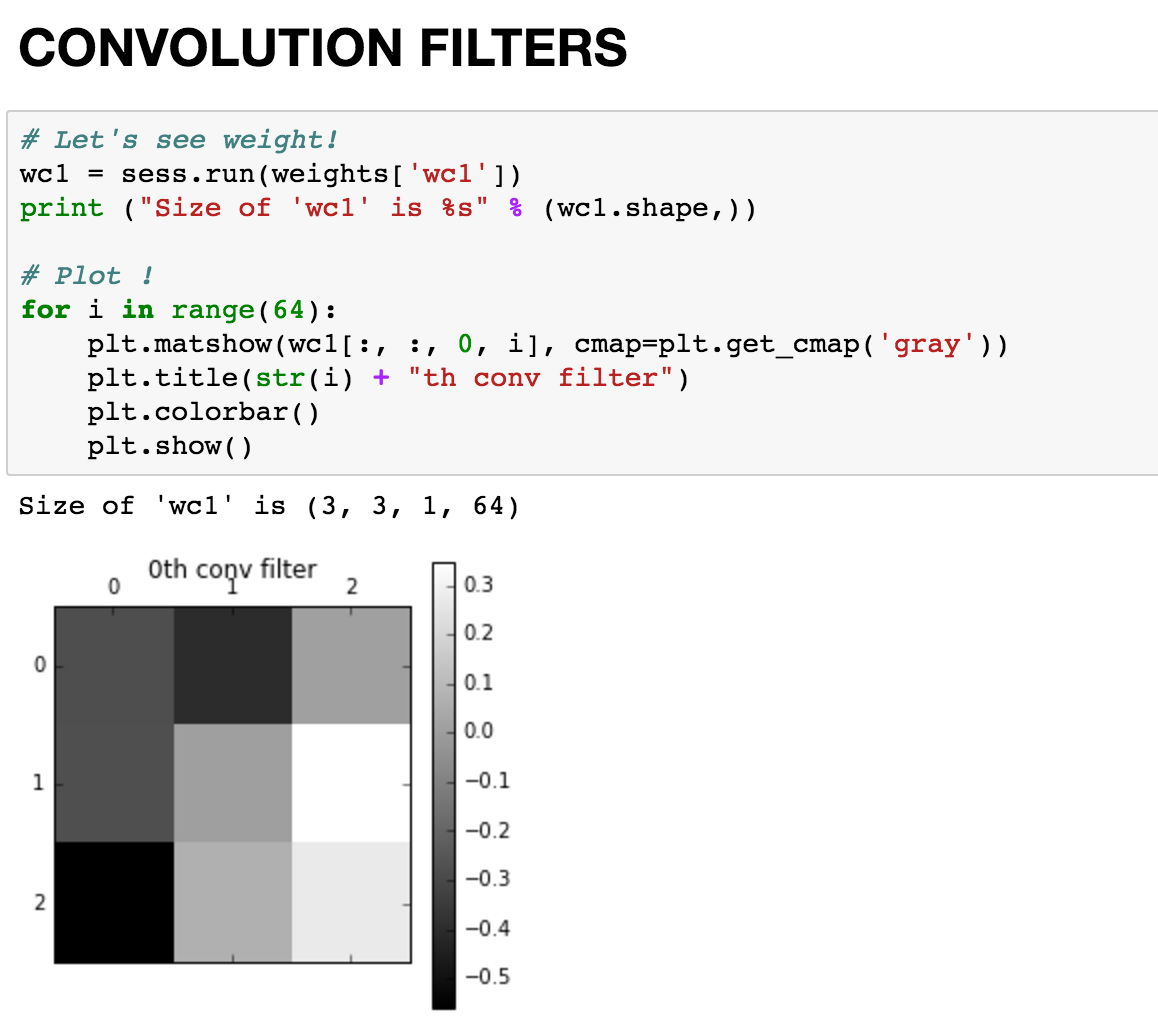 CONVOLUTION FILTERS
# Let's see weight!
wc1 = sess.run(weights['wc1'])
print ("Size of 'wc1' is %s" % (wc1.shape,))
# Plot !
for i in range(64):
    plt.matshow(wc1[:, :, 0, i], cmap=plt.get_cmap('gray'))
    plt.title(str(i) + "th conv filter")
    plt.colorbar()
    plt.show()
Size of 'wc1' is (3, 3, 1, 64)
0th conv filter
0 1 2
0
1
2
0.3
0.2
0.1
0.0
−0.1
−0.2
−0.3
−0.4
−0.5